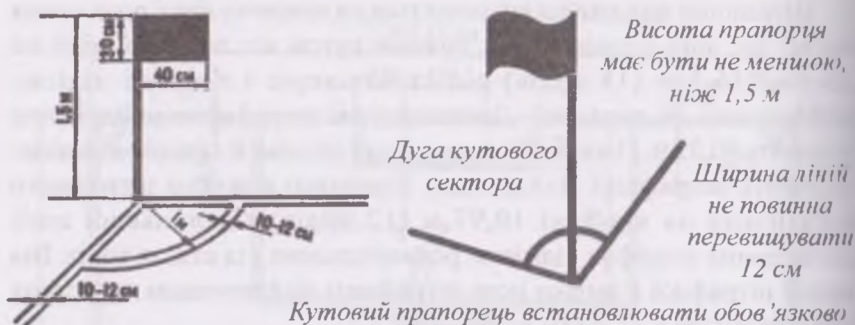 30 см
40 см
1,5 м
1 м
10–12 см
10–12 см
Висота прапорця
має бути не меншою,
ніж 1,5 м
Дуга кутового
сектора
Ширина ліній
не повинна
перевищувати
12 см
Кутовий прапорець встановлювати обов'язково